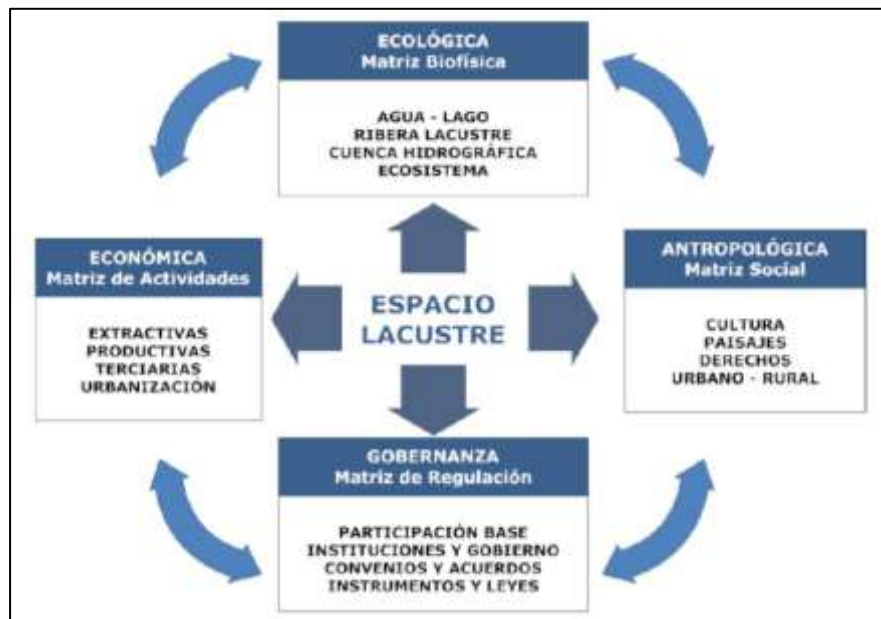 ECOLÓGICA
Matriz Biofísica
AGUA - LAGO
RIBERA LACUSTRE
CUENCA HIDROGRÁFICA
ECOSISTEMA
ECONÓMICA
Matriz de Actividades
EXTRACTIVAS
PRODUCTIVAS
TERCIARIAS
URBANIZACIÓN
ESPACIO
LACUSTRE
ANTROPOLÓGICA
Matriz Social
CULTURA
PAISAJES
DERECHOS
URBANO - RURAL
GOBERNANZA
Matriz de Regulación
PARTICIPACIÓN BASE
INSTITUCIONES Y GOBIERNO
CONVENIOS Y ACUERDOS
INSTRUMENTOS Y LEYES